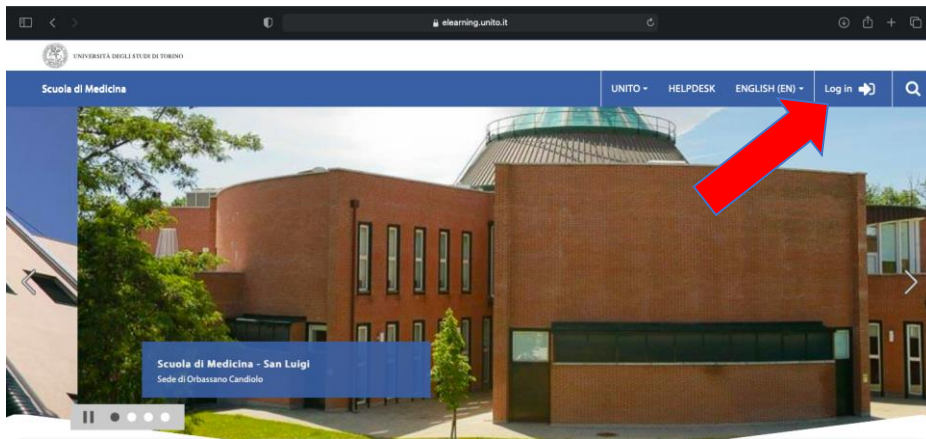 elearning.unito.it
UNIVERSITÀ DEGLI STUDI DI TORINO
Scuola di Medicina
UNITO
HELPDESK
ENGLISH (EN)
Log in
Scuola di Medicina - San Luigi
Sede di Orbassano Candiolo